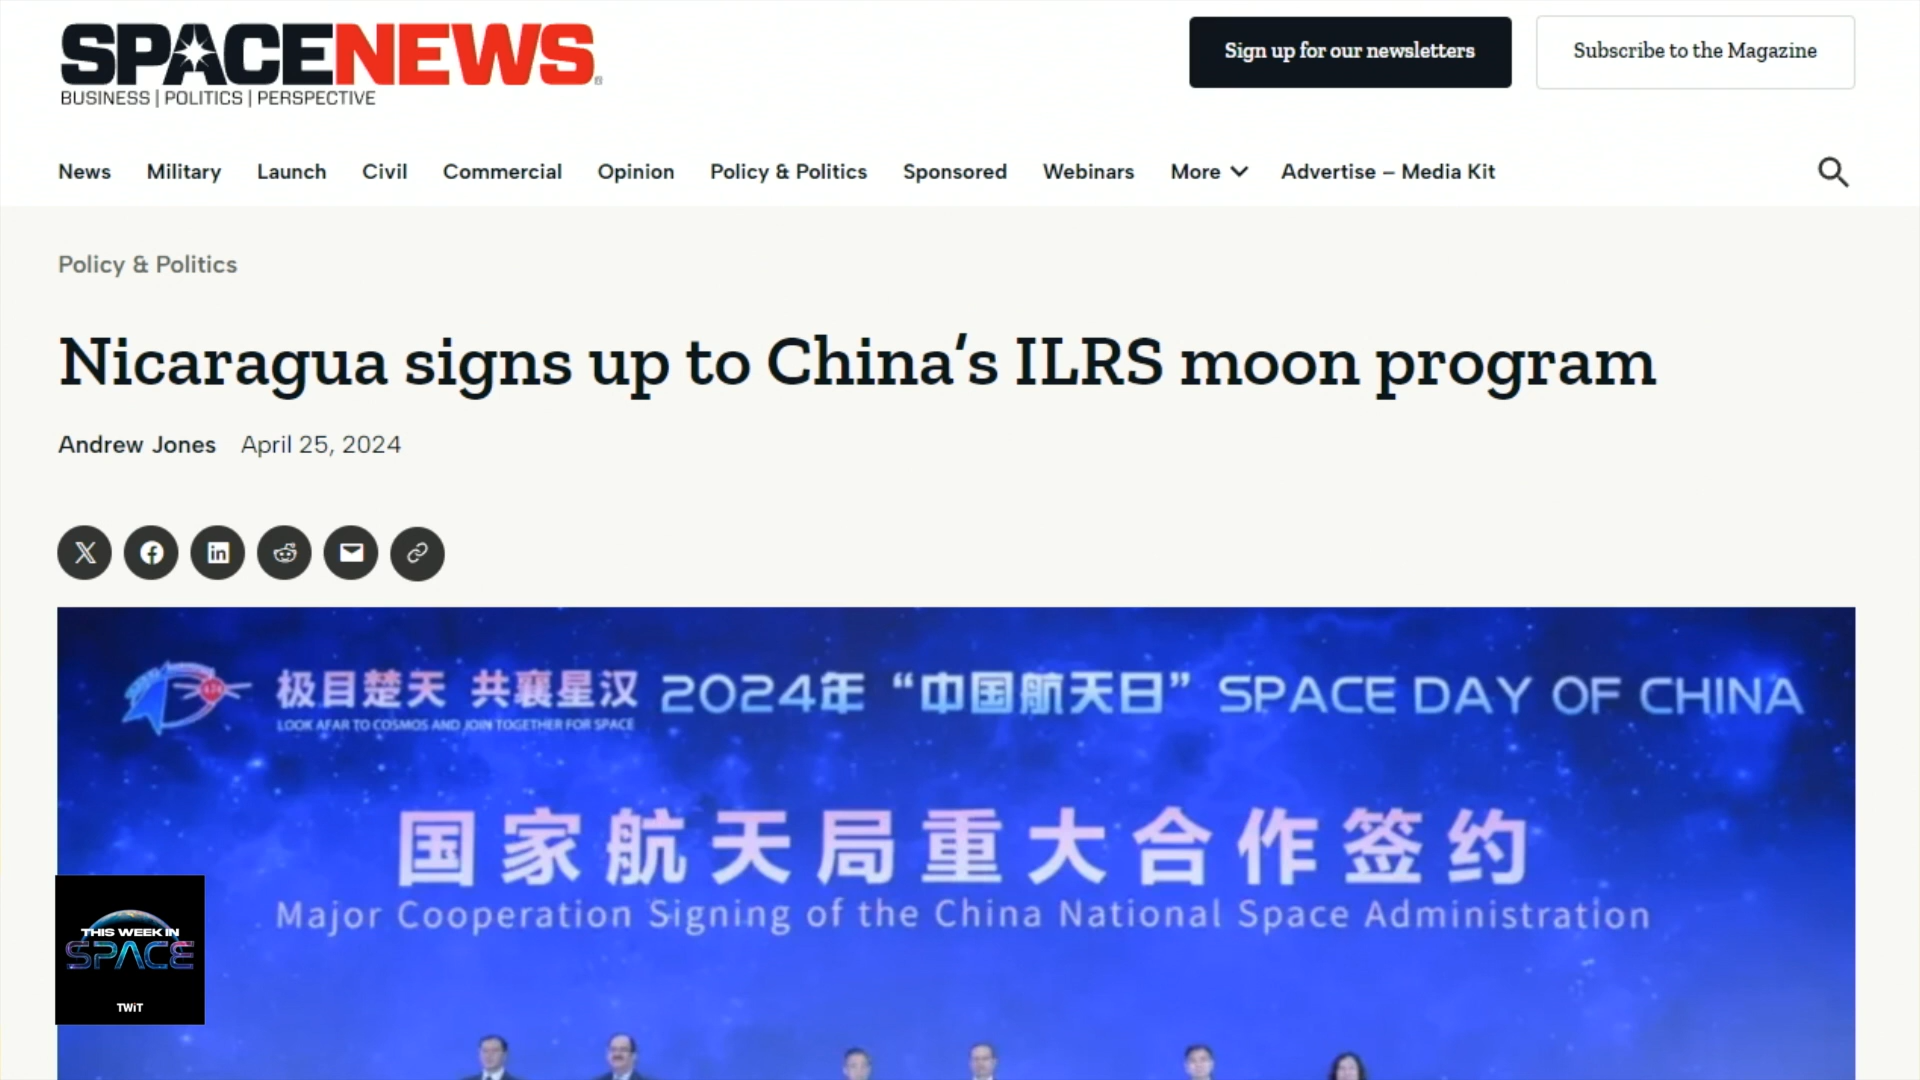 SPACENEWS
BUSINESS | POLITICS | PERSPECTIVE
Sign up for our newsletters
Subscribe to the Magazine
News Military Launch Civil Commercial Opinion Policy & Politics Sponsored Webinars More Advertise – Media Kit
Policy & Politics
Nicaragua signs up to China’s ILRS moon program
Andrew Jones April 25, 2024
极目楚天 共襄星汉 2024年 “中国航天日” SPACE DAY OF CHINA
LOOK AFAR TO COSMOS AND JOIN TOGETHER FOR SPACE
国家航天局重大合作签约
Major Cooperation Signing of the China National Space Administration
THIS WEEK IN
SPACE
TWiT